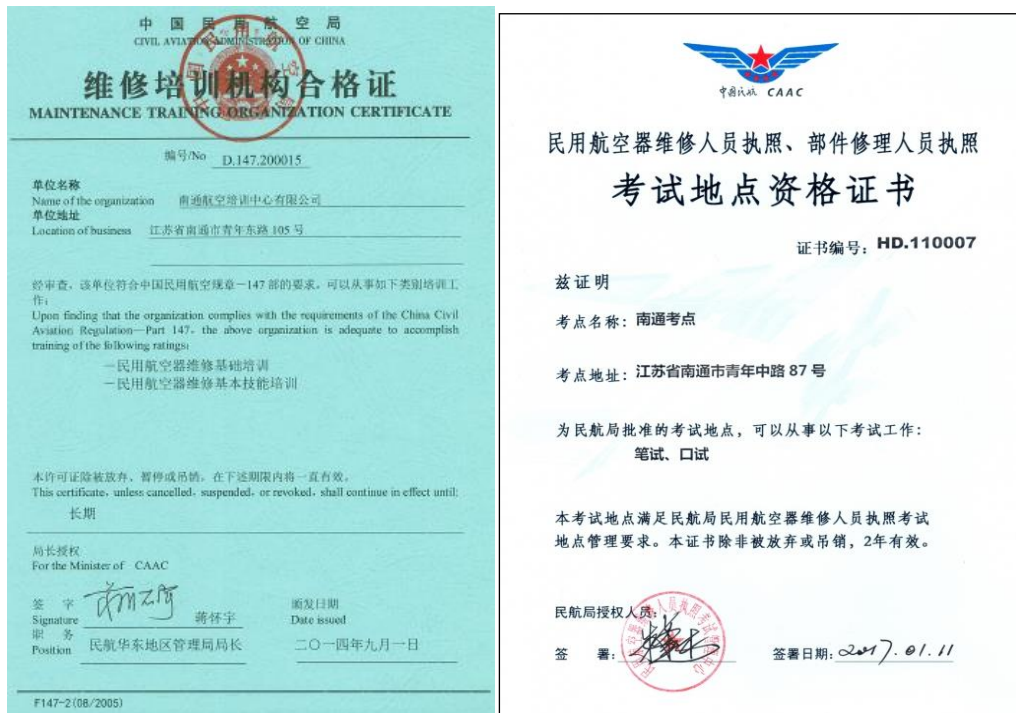 中国民用航空局
CIVIL AVIATION ADMINISTRATION OF CHINA
维修培训机构合格证
MAINTENANCE TRAINING ORGANIZATION CERTIFICATE
编号/No D.147.200015
单位名称
Name of the organization 南通航空培训中心有限公司
单位地址
Location of business 江苏省南通市青年东路 105 号
经审查，该单位符合中国民用航空规章－147 部的要求，可以从事如下类别培训工
作：
Upon finding that the organization complies with the requirements of the China Civil
Aviation Regulation—Part 147, the above organization is adequate to accomplish
training of the following ratings:
－民用航空器维修基础培训
－民用航空器维修基本技能培训
本许可证除被放弃、暂停或吊销，在下述期限内将一直有效。
This certificate, unless cancelled, suspended, or revoked, shall continue in effect until:
长期
局长授权
For the Minister of CAAC
签 字
Signature 蒋怀宇
职 务
Position 民航华东地区管理局局长
颁发日期
Date issued
二〇一四年九月一日
F147-2(08/2005)
中国民航 CAAC
民用航空器维修人员执照、部件修理人员执照
考试地点资格证书
证书编号：HD.110007
兹证明
考点名称：南通考点
考点地址：江苏省南通市青年中路 87 号
为民航局批准的考试地点，可以从事以下考试工作：
笔试、口试
本考试地点满足民航局民用航空器维修人员执照考试
地点管理要求。本证书除非被放弃或吊销，2年有效。
民航局授权人员：
签 署：
签署日期：2017.01.11